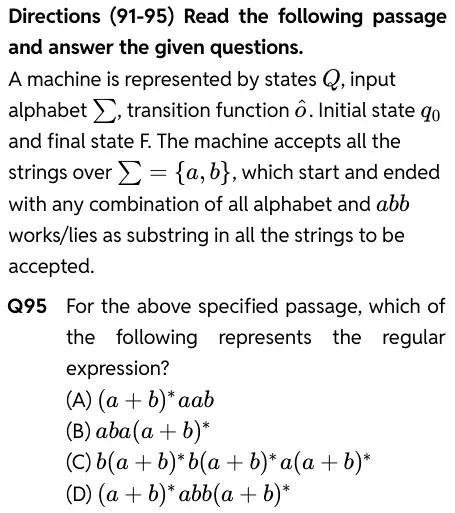 Directions (91-95) Read the following passage
and answer the given questions.
A machine is represented by states Q, input
alphabet ∑, transition function ô. Initial state q₀
and final state F. The machine accepts all the
strings over ∑ = {a, b}, which start and ended
with any combination of all alphabet and abb
works/lies as substring in all the strings to be
accepted.
Q95 For the above specified passage, which of
the following represents the regular
expression?
(A) (a + b)*aab
(B) aba(a + b)*
(C) b(a + b)*b(a + b)*a(a + b)*
(D) (a + b)*abb(a + b)*